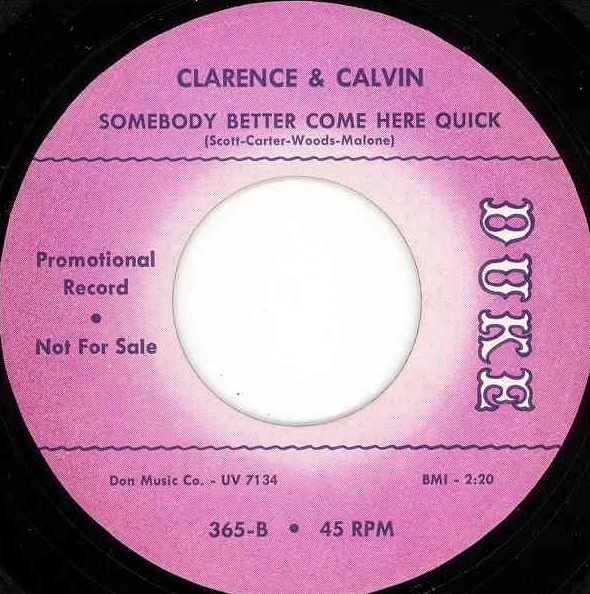 CLARENCE & CALVIN
SOMEBODY BETTER COME HERE QUICK
(Scott-Carter-Woods-Malone)
Promotional
Record
•
Not For Sale
DUKE
Don Music Co. - UV 7134
BMI - 2:20
365-B • 45 RPM